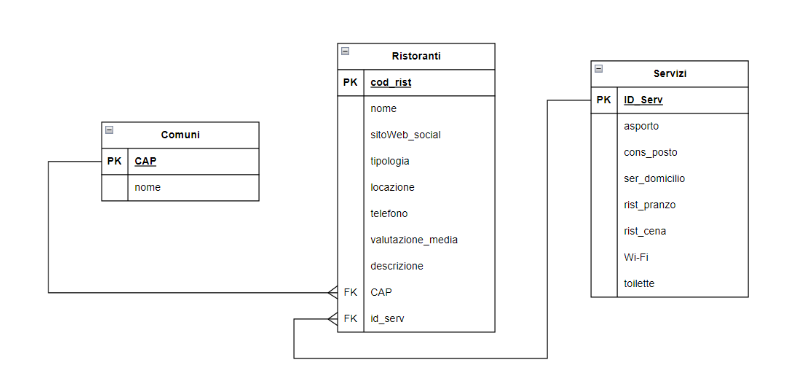 Comuni
PK CAP
nome
Ristoranti
PK cod_rist
nome
sitoWeb_social
tipologia
locazione
telefono
valutazione_media
descrizione
FK CAP
FK id_serv
Servizi
PK ID_Serv
asporto
cons_posto
ser_domicilio
rist_pranzo
rist_cena
Wi-Fi
toilette